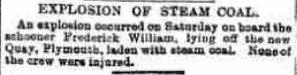 EXPLOSION OF STEAM COAL.
An explosion occurred on Saturday on board the
schooner Frederick William, lying off the new
Quay, Plymouth, laden with steam coal. None of
the crew were injured.